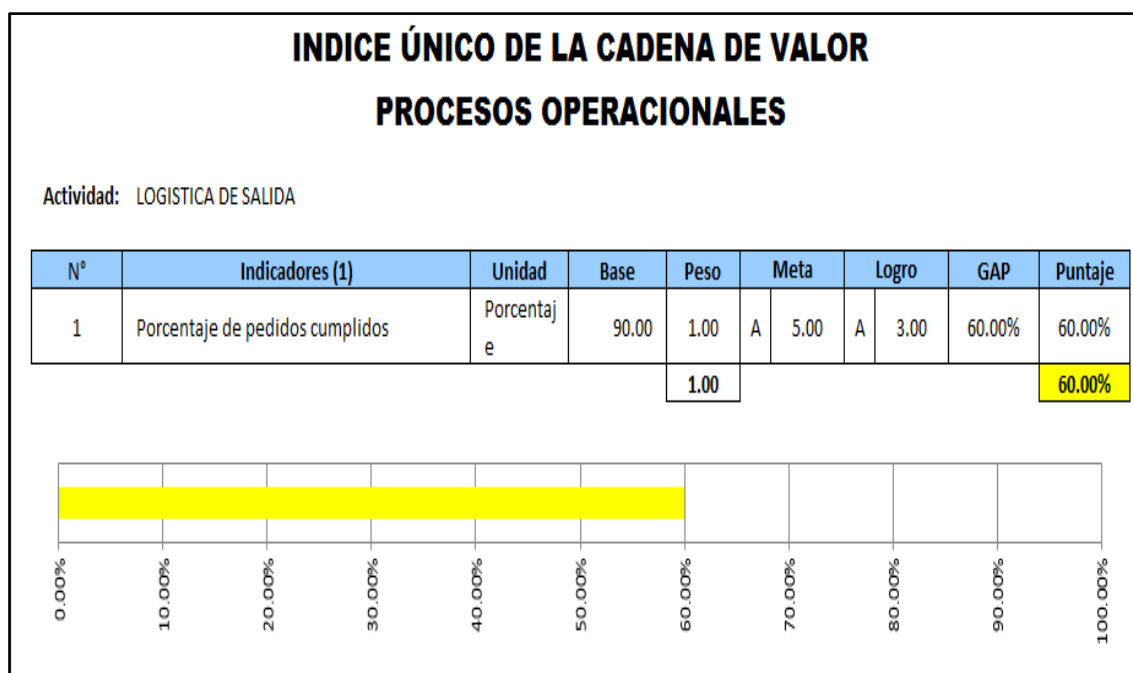 INDICE ÚNICO DE LA CADENA DE VALOR
PROCESOS OPERACIONALES
Actividad: LOGISTICA DE SALIDA
N° Indicadores (1) Unidad Base Peso Meta Logro GAP Puntaje
1 Porcentaje de pedidos cumplidos Porcentaj
e 90.00 1.00 A 5.00 A 3.00 60.00% 60.00%
1.00 60.00%
0.00% 10.00% 20.00% 30.00% 40.00% 50.00% 60.00% 70.00% 80.00% 90.00% 100.00%